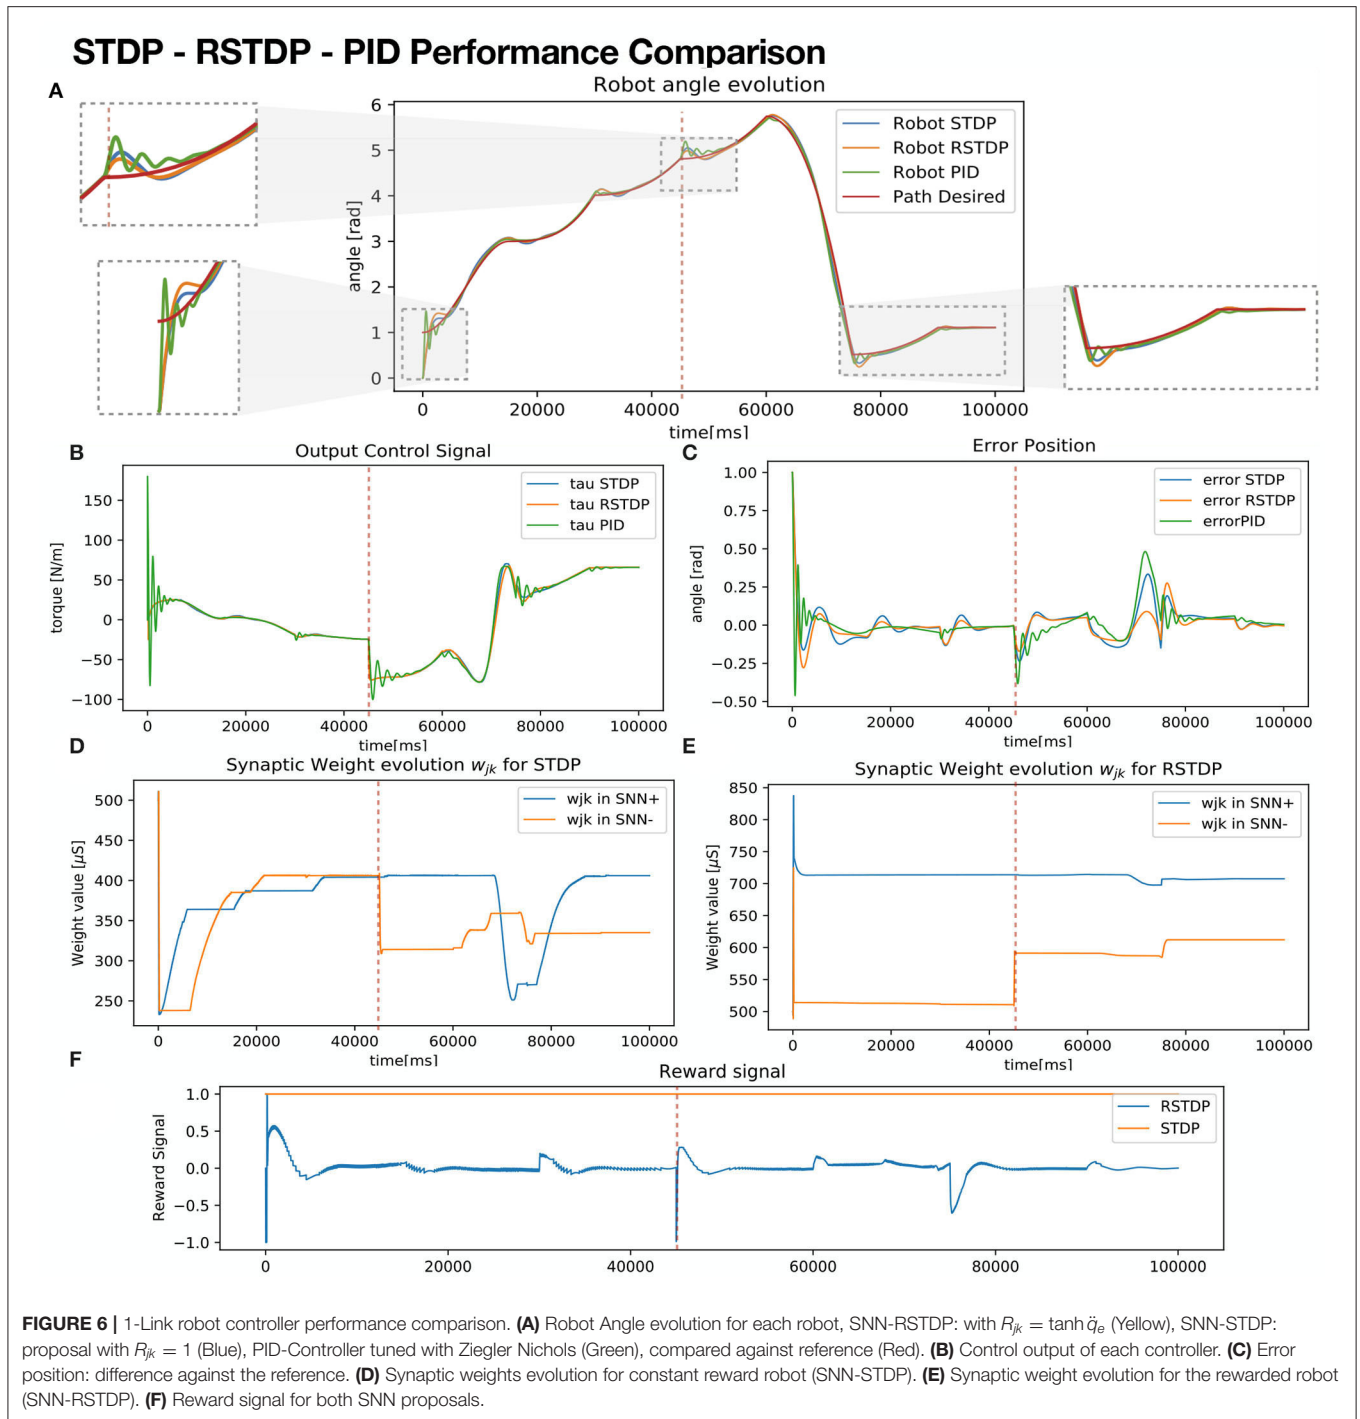 STDP - RSTDP - PID Performance Comparison
A
Robot angle evolution
Robot STDP
Robot RSTDP
Robot PID
Path Desired
angle [rad]
6
5
4
3
2
1
0
0 20000 40000 60000 80000 100000
time[ms]
B
Output Control Signal
tau STDP
tau RSTDP
tau PID
torque [N/m]
150
100
50
0
−50
−100
0 20000 40000 60000 80000 100000
time[ms]
C
Error Position
error STDP
error RSTDP
errorPID
angle [rad]
1.00
0.75
0.50
0.25
0.00
−0.25
−0.50
0 20000 40000 60000 80000 100000
time[ms]
D
Synaptic Weight evolution wjk for STDP
wjk in SNN+
wjk in SNN-
Weight value [µS]
500
450
400
350
300
250
0 20000 40000 60000 80000 100000
time[ms]
E
Synaptic Weight evolution wjk for RSTDP
wjk in SNN+
wjk in SNN-
Weight value [µS]
850
800
750
700
650
600
550
500
0 20000 40000 60000 80000 100000
time[ms]
F
Reward signal
RSTDP
STDP
Reward Signal
1.0
0.5
0.0
−0.5
−1.0
0 20000 40000 60000 80000 100000
FIGURE 6 | 1-Link robot controller performance comparison. (A) Robot Angle evolution for each robot, SNN-RSTDP: with Rjk = tanh q̈e (Yellow), SNN-STDP:
proposal with Rjk = 1 (Blue), PID-Controller tuned with Ziegler Nichols (Green), compared against reference (Red). (B) Control output of each controller. (C) Error
position: difference against the reference. (D) Synaptic weights evolution for constant reward robot (SNN-STDP). (E) Synaptic weight evolution for the rewarded robot
(SNN-RSTDP). (F) Reward signal for both SNN proposals.